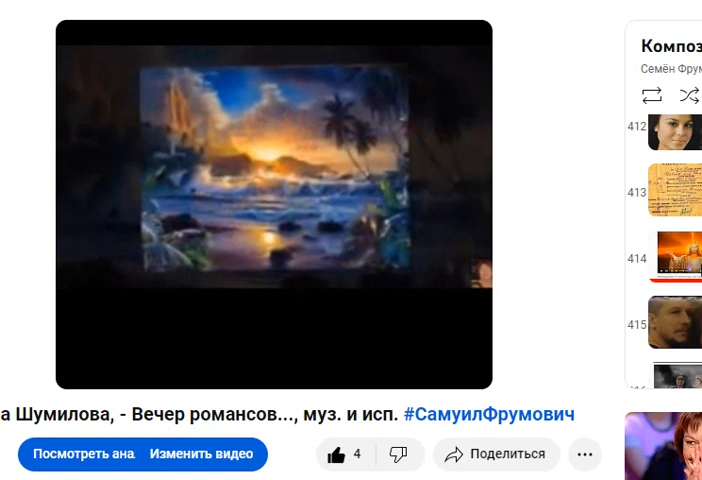 Композ
Семён Фрум
412
413
414
415
а Шумилова, - Вечер романсов..., муз. и исп. #СамуилФрумович
Посмотреть ана Изменить видео
4
Поделиться